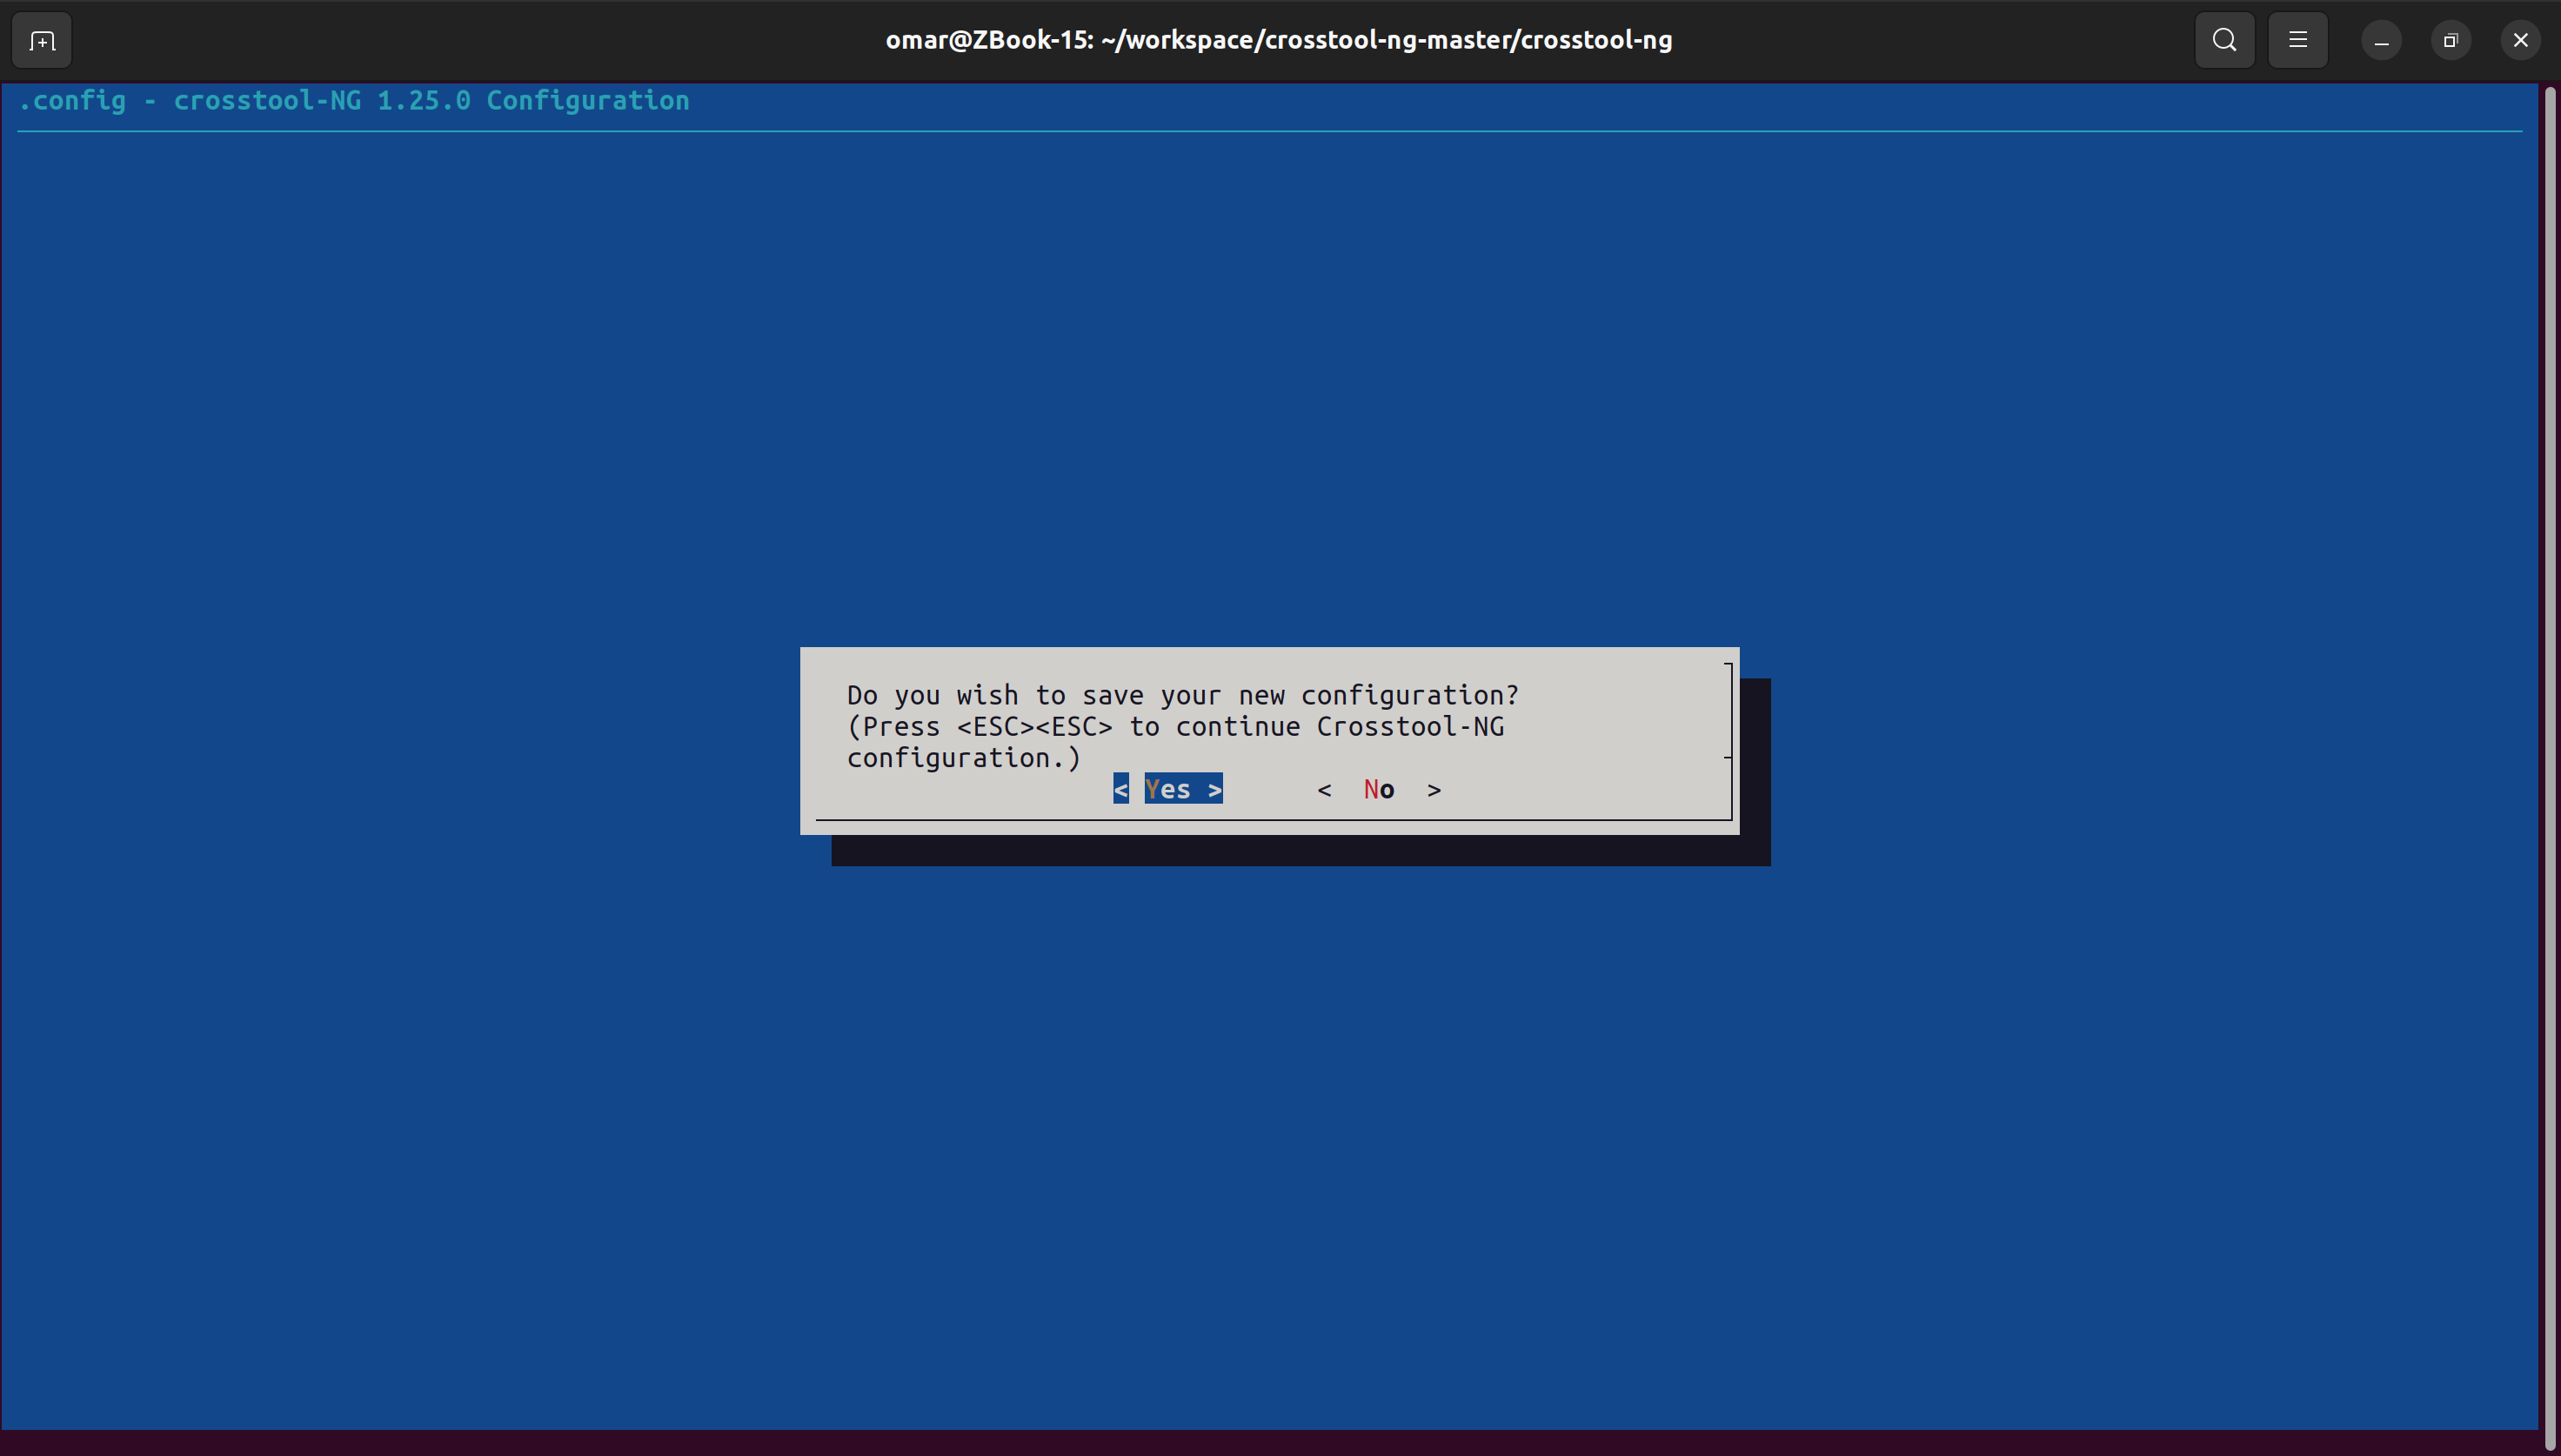 omar@ZBook-15: ~/workspace/crosstool-ng-master/crosstool-ng
.config - crosstool-NG 1.25.0 Configuration
Do you wish to save your new configuration?
(Press <ESC><ESC> to continue Crosstool-NG
configuration.)
< Yes > <  No  >